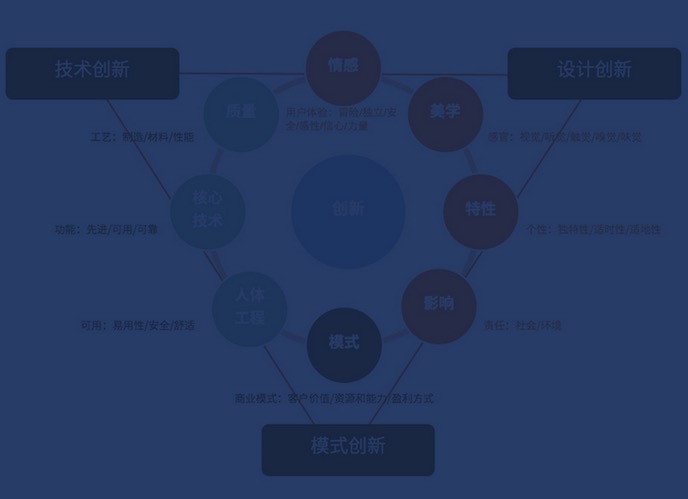 情感
技术创新
设计创新
质量
美学
用户体验：冒险/独立/安
全/感性/信心/力量
工艺：制造/材料/性能
感官：视觉/听觉/触觉/嗅觉/味觉
核心
技术
创新
特性
功能：先进/可用/可靠
个性：独特性/适时性/适地性
人体
工程
影响
可用：易用性/安全/舒适
责任：社会/环境
模式
商业模式：客户价值/资源和能力/盈利方式
模式创新